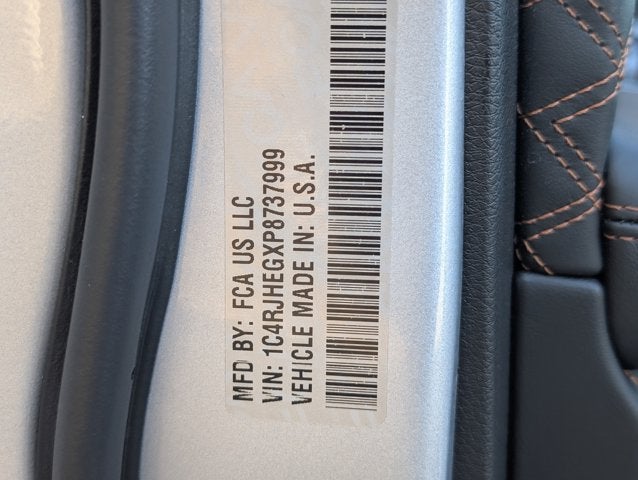 MFD BY: FCA US LLC
VIN: 1C4RJHEGXP8737999
VEHICLE MADE IN: U.S.A.